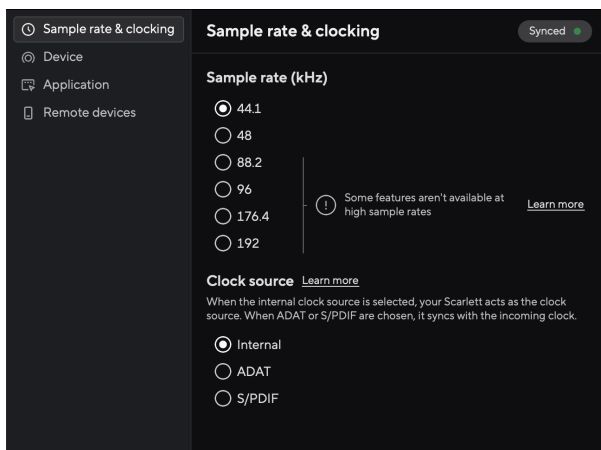 Sample rate & clocking
Device
Application
Remote devices
Sample rate & clocking
Synced
Sample rate (kHz)
44.1
48
88.2
96
176.4
192
Some features aren't available at
high sample rates
Learn more
Clock source Learn more
When the internal clock source is selected, your Scarlett acts as the clock
source. When ADAT or S/PDIF are chosen, it syncs with the incoming clock.
Internal
ADAT
S/PDIF